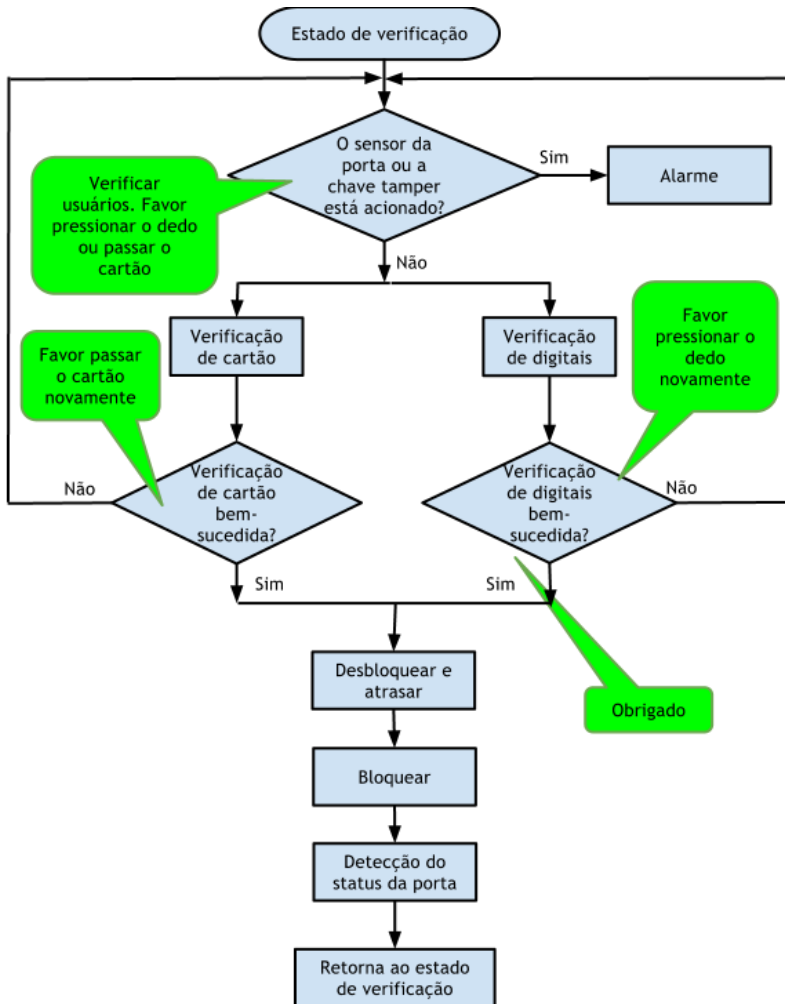 Estado de verificação
O sensor da
porta ou a
chave tamper
está acionado?
Sim
Alarme
Verificar
usuários. Favor
pressionar o dedo
ou passar o
cartão
Não
Verificação
de cartão
Verificação
de digitais
Favor
pressionar o
dedo
novamente
Favor passar
o cartão
novamente
Não
Verificação
de cartão
bem-
sucedida?
Verificação
de digitais
bem-
sucedida?
Não
Sim
Sim
Desbloquear e
atrasar
Obrigado
Bloquear
Detecção do
status da porta
Retorna ao estado
de verificação